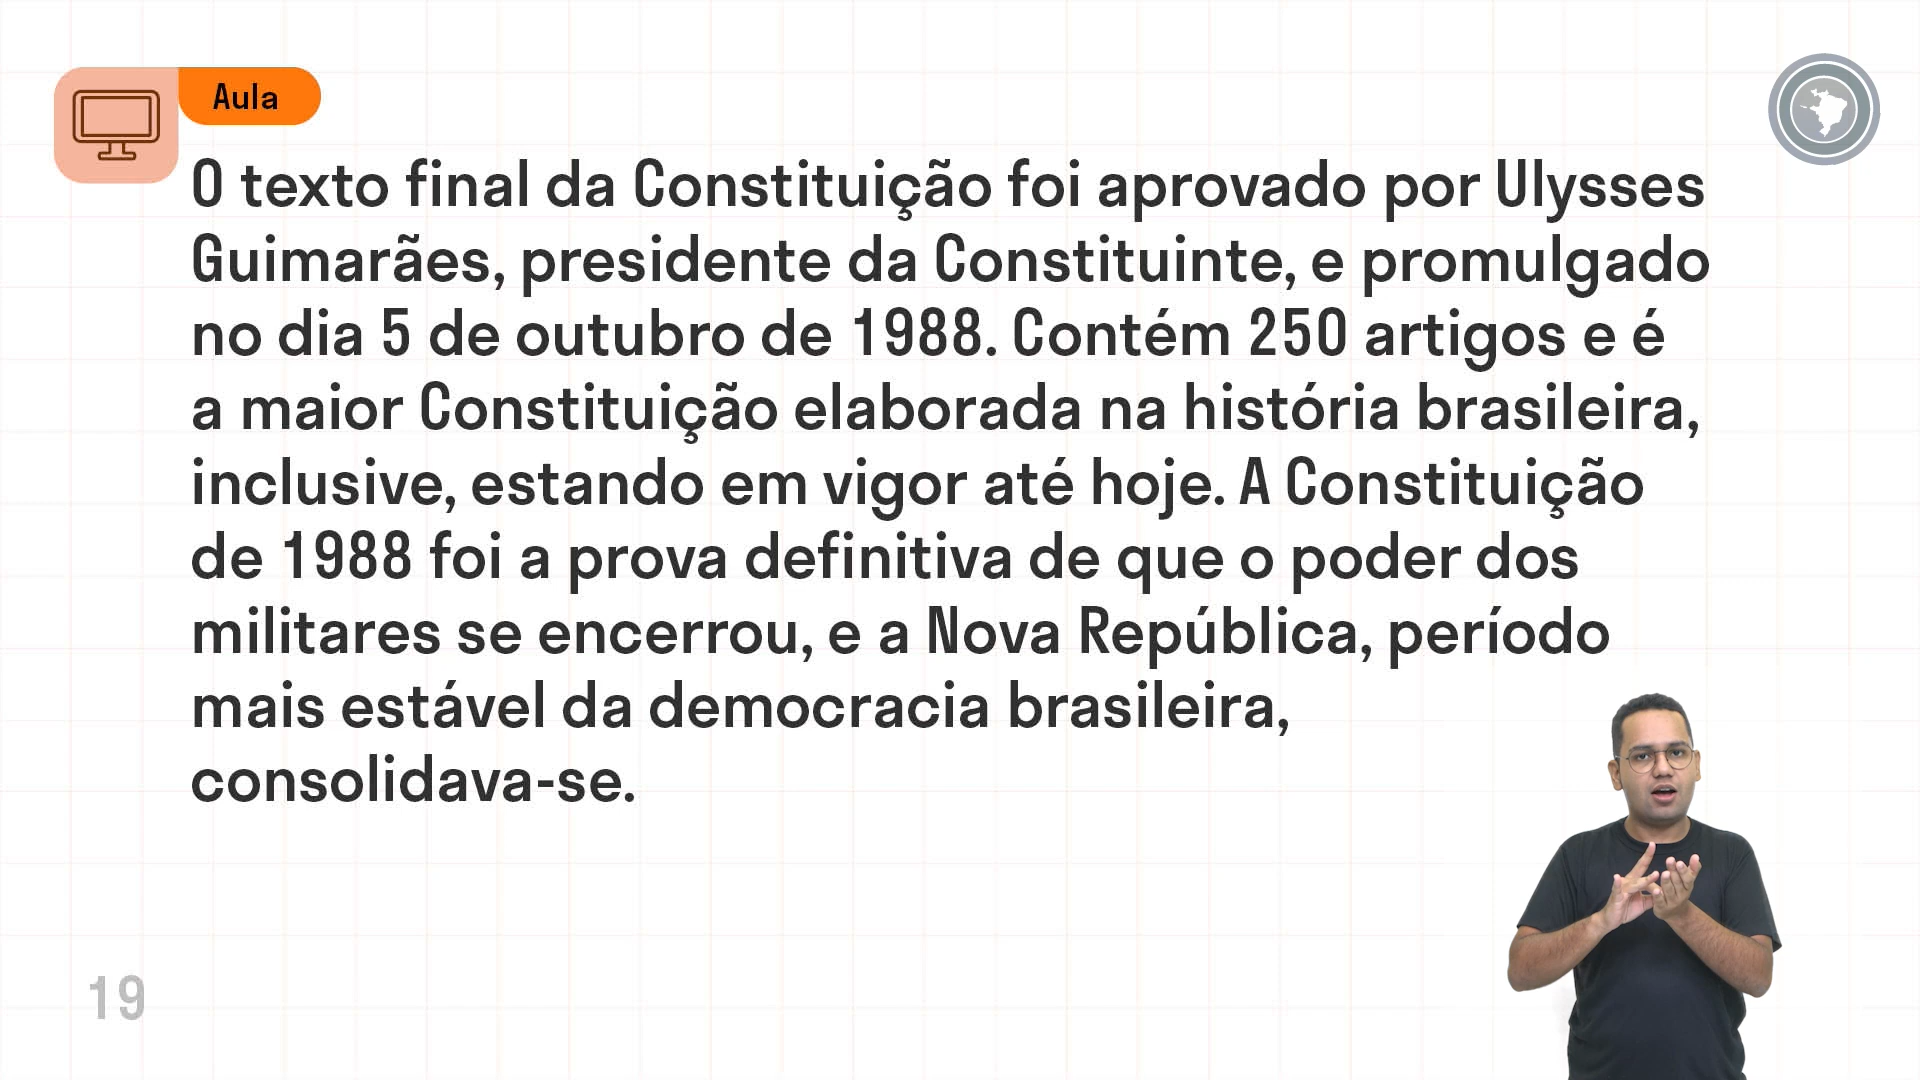 Aula
O texto final da Constituição foi aprovado por Ulysses
Guimarães, presidente da Constituinte, e promulgado
no dia 5 de outubro de 1988. Contém 250 artigos e é
a maior Constituição elaborada na história brasileira,
inclusive, estando em vigor até hoje. A Constituição
de 1988 foi a prova definitiva de que o poder dos
militares se encerrou, e a Nova República, período
mais estável da democracia brasileira,
consolidava-se.
19